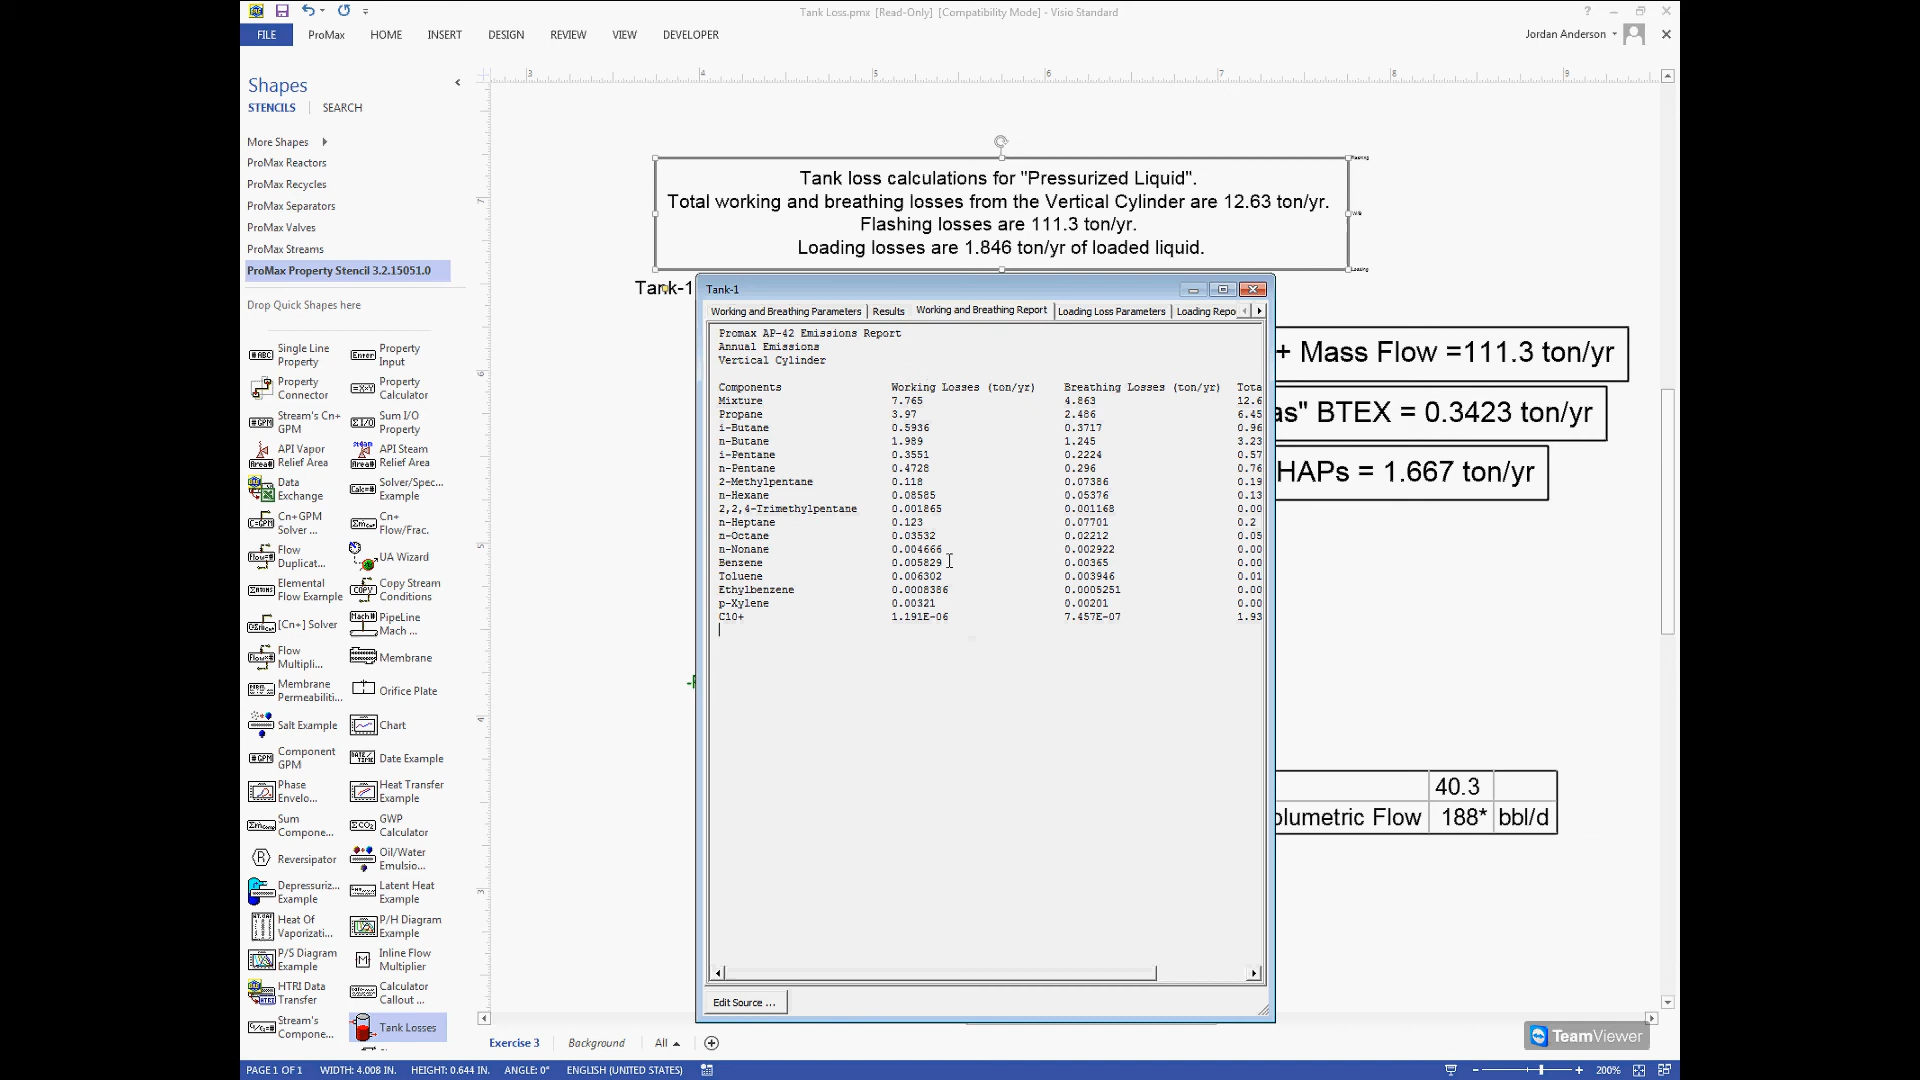 Tank Loss.pmx [Read-Only] [Compatibility Mode] - Visio Standard
FILE ProMax HOME INSERT DESIGN REVIEW VIEW DEVELOPER
Jordan Anderson
Shapes
STENCILS SEARCH
More Shapes
ProMax Reactors
ProMax Recycles
ProMax Separators
ProMax Valves
ProMax Streams
ProMax Property Stencil 3.2.15051.0
Drop Quick Shapes here
Single Line Property
Property Input
Property Connector
Property Calculator
Stream's Cn+ GPM
Sum I/O Property
API Vapor Relief Area
API Steam Relief Area
Data Exchange
Solver/Spec... Example
Cn+GPM Solver ...
Cn+ Flow/Frac.
Flow Duplicat...
UA Wizard
Elemental Flow Example
Copy Stream Conditions
[Cn+] Solver
PipeLine Mach ...
Flow Multipli...
Membrane
Membrane Permeabiliti...
Orifice Plate
Salt Example
Chart
Component GPM
Date Example
Phase Envelo...
Heat Transfer Example
Sum Compone...
GWP Calculator
Reversipator
Oil/Water Emulsio...
Depressuriz... Example
Latent Heat Example
Heat Of Vaporizati...
P/H Diagram Example
P/S Diagram Example
Inline Flow Multiplier
HTRI Data Transfer
Calculator Callout ...
Stream's Compone...
Tank Losses
3 4 5 6 7 8 9
7
6
5
4
3
Tank loss calculations for "Pressurized Liquid".
Total working and breathing losses from the Vertical Cylinder are 12.63 ton/yr.
Flashing losses are 111.3 ton/yr.
Loading losses are 1.846 ton/yr of loaded liquid.
Flashing
W/B
Loading
Tank-1
Tank-1
Working and Breathing Parameters Results Working and Breathing Report Loading Loss Parameters Loading Repo
Promax AP-42 Emissions Report
Annual Emissions
Vertical Cylinder
Components Working Losses (ton/yr) Breathing Losses (ton/yr) Tota
Mixture 7.765 4.863 12.6
Propane 3.97 2.486 6.45
i-Butane 0.5936 0.3717 0.96
n-Butane 1.989 1.245 3.23
i-Pentane 0.3551 0.2224 0.57
n-Pentane 0.4728 0.296 0.76
2-Methylpentane 0.118 0.07386 0.19
n-Hexane 0.08585 0.05376 0.13
2,2,4-Trimethylpentane 0.001865 0.001168 0.00
n-Heptane 0.123 0.07701 0.2
n-Octane 0.03532 0.02212 0.05
n-Nonane 0.004666 0.002922 0.00
Benzene 0.005829 0.00365 0.00
Toluene 0.006302 0.003946 0.01
Ethylbenzene 0.0008386 0.0005251 0.00
p-Xylene 0.00321 0.00201 0.00
C10+ 1.191E-06 7.457E-07 1.93
Edit Source ...
+ Mass Flow =111.3 ton/yr
as" BTEX = 0.3423 ton/yr
HAPs = 1.667 ton/yr
40.3
olumetric Flow 188* bbl/d
TeamViewer
Exercise 3 Background All
PAGE 1 OF 1 WIDTH: 4.008 IN. HEIGHT: 0.644 IN. ANGLE: 0° ENGLISH (UNITED STATES)
200%